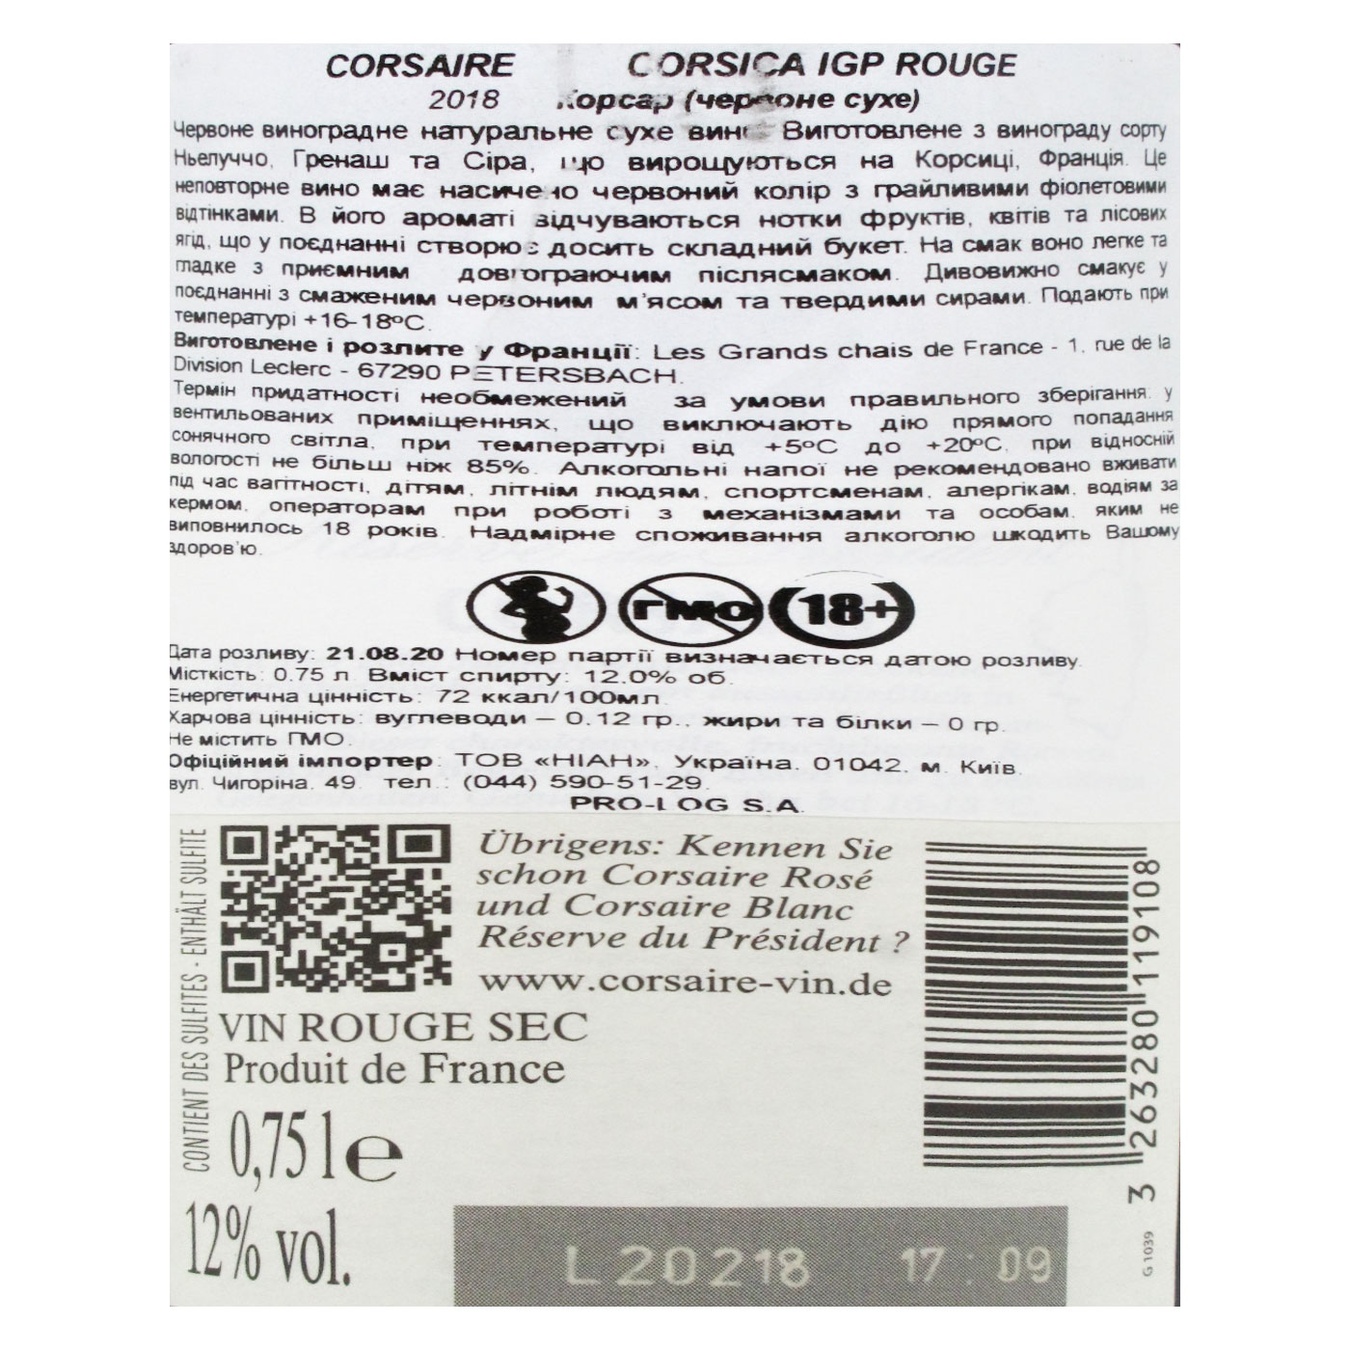 CORSAIRE CORSICA IGP ROUGE
2018 Корсар (червоне сухе)
Червоне виноградне натуральне сухе вино Виготовлене з винограду сорту
Ньелуччо, Гренаш та Сіра, що вирощуються на Корсиці, Франція. Це
неповторне вино має насичено червоний колір з грайливими фіолетовими
відтінками. В його ароматі відчуваються нотки фруктів, квітів та лісових
ягід, що у поєднанні створює досить складний букет. На смак воно легке та
гладке з приємним довгограючим післясмаком. Дивовижно смакує у
поєднанні з смаженим червоним м'ясом та твердими сирами. Подають при
температурі +16-18ºС.
Виготовлене і розлите у Франції: Les Grands chais de France - 1, rue de la
Division Leclerc - 67290 PETERSBACH.
Термін придатності необмежений за умови правильного зберігання: у
вентильованих приміщеннях, що виключають дію прямого попадання
сонячного світла, при температурі від +5ºС до +20ºС, при відносній
вологості не більш ніж 85%. Алкогольні напої не рекомендовано вживати
під час вагітності, дітям, літнім людям, спортсменам, алергікам, водіям за
кермом, операторам при роботі з механізмами та особам, яким не
виповнилось 18 років. Надмірне споживання алкоголю шкодить Вашому
здоров'ю.
ГМО 18+
Дата розливу: 21.08.20 Номер партії визначається датою розливу.
Місткість: 0.75 л Вміст спирту: 12.0% об.
Енергетична цінність: 72 ккал/100мл
Харчова цінність: вуглеводи – 0.12 гр., жири та білки – 0 гр.
Не містить ГМО.
Офіційний імпортер: ТОВ «НІАН», Україна, 01042, м. Київ,
вул. Чигоріна, 49, тел.: (044) 590-51-29.
PRO-LOG S.A.
CONTIENT DES SULFITES - ENTHÄLT SULFITE
Übrigens: Kennen Sie
schon Corsaire Rosé
und Corsaire Blanc
Réserve du Président ?
www.corsaire-vin.de
VIN ROUGE SEC
Produit de France
0,75 l e
12% vol.
3 263280 119108
G 1039
L20218 17:09